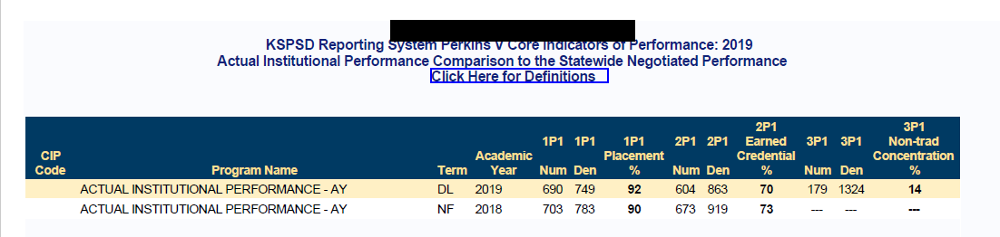 KSPSD Reporting System Perkins V Core Indicators of Performance: 2019
Actual Institutional Performance Comparison to the Statewide Negotiated Performance
Click Here for Definitions
CIP Code Program Name Term Academic Year 1P1 Num 1P1 Den 1P1 Placement % 2P1 Num 2P1 Den 2P1 Earned Credential % 3P1 Num 3P1 Den 3P1 Non-trad Concentration %
ACTUAL INSTITUTIONAL PERFORMANCE - AY DL 2019 690 749 92 604 863 70 179 1324 14
ACTUAL INSTITUTIONAL PERFORMANCE - AY NF 2018 703 783 90 673 919 73 --- --- ---